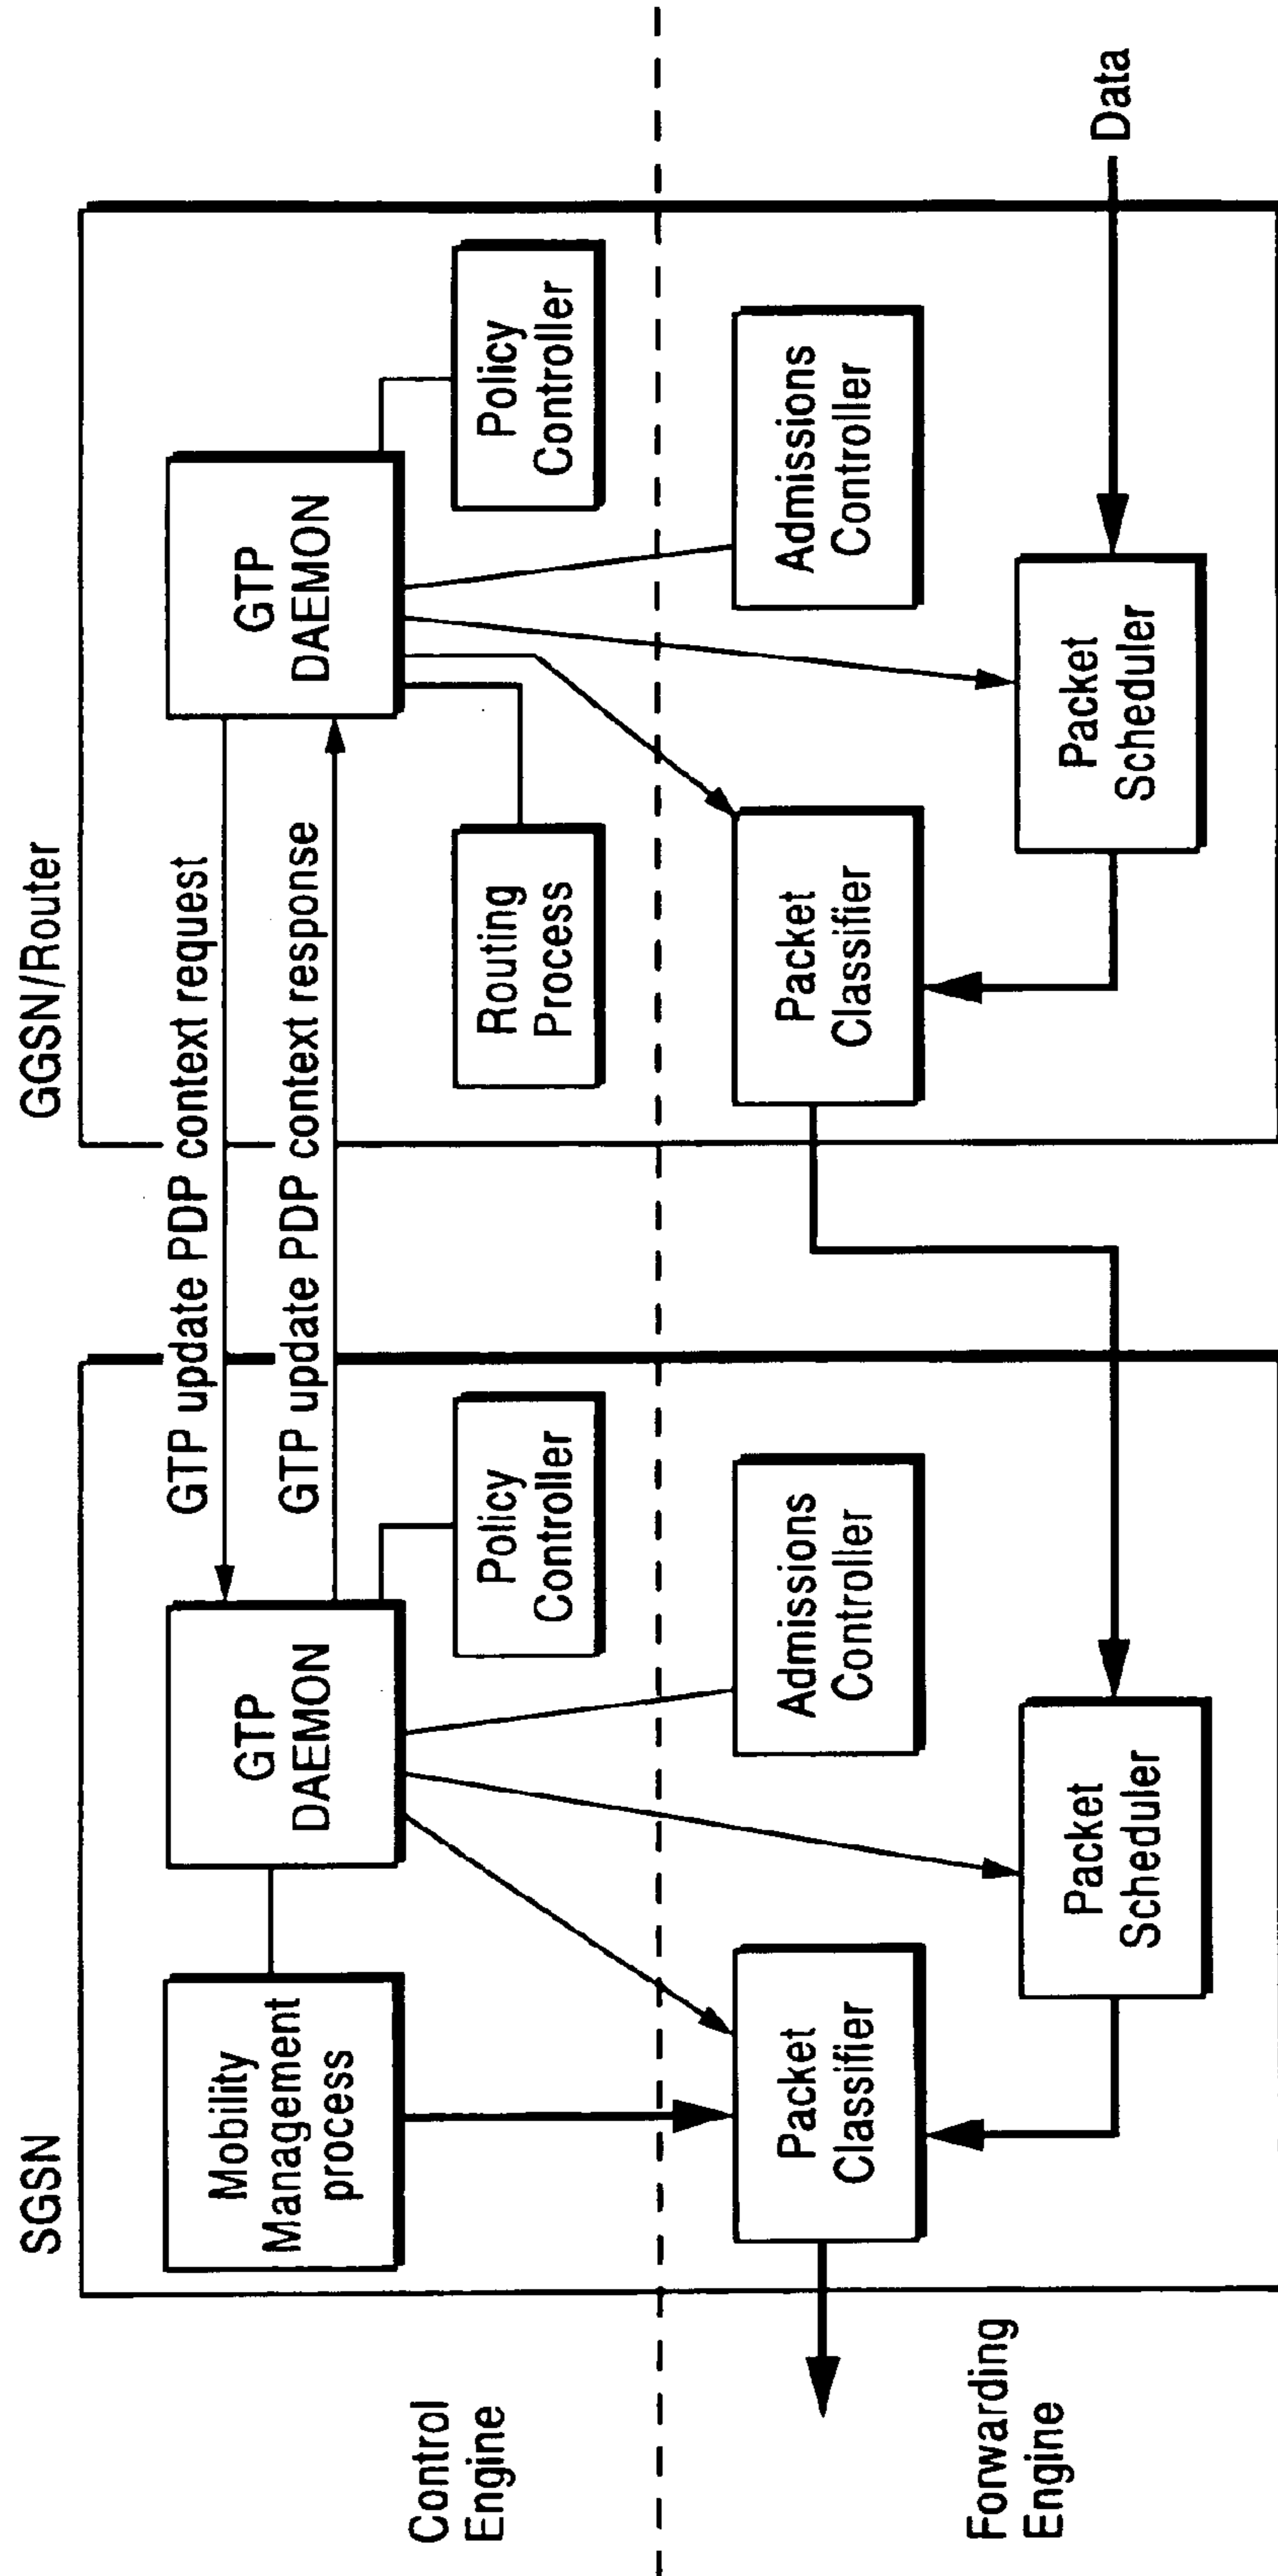 SGSN
GGSN/Router
Control
Engine
Mobility
Management
process
GTP
DAEMON
Policy
Controller
GTP update PDP context request
GTP update PDP context response
GTP
DAEMON
Routing
Process
Policy
Controller
Forwarding
Engine
Packet
Classifier
Admissions
Controller
Packet
Scheduler
Packet
Classifier
Admissions
Controller
Packet
Scheduler
Data